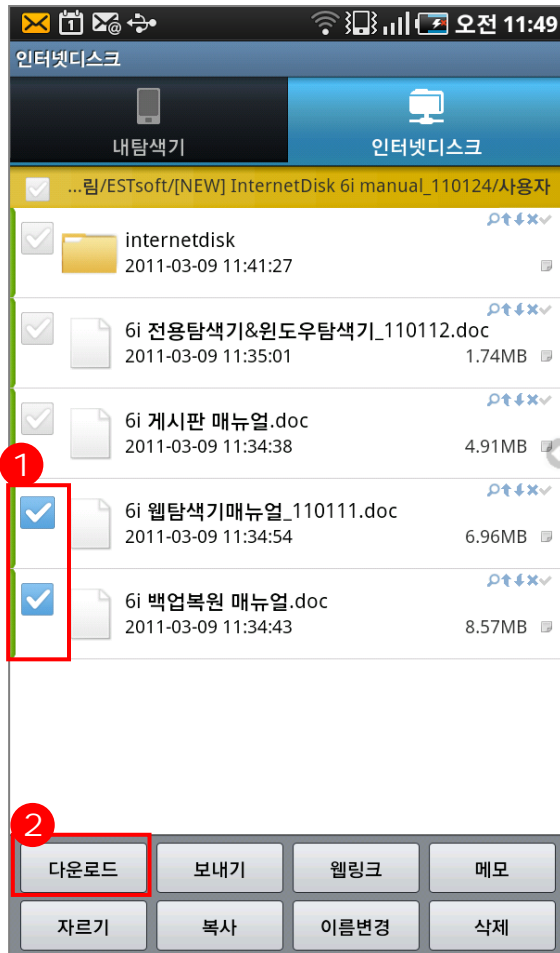 오전 11:49
인터넷디스크
내탐색기 인터넷디스크
...림/ESTsoft/[NEW] InternetDisk 6i manual_110124/사용자
internetdisk
2011-03-09 11:41:27
6i 전용탐색기&윈도우탐색기_110112.doc
2011-03-09 11:35:01 1.74MB
6i 게시판 매뉴얼.doc
2011-03-09 11:34:38 4.91MB
1
6i 웹탐색기매뉴얼_110111.doc
2011-03-09 11:34:54 6.96MB
6i 백업복원 매뉴얼.doc
2011-03-09 11:34:43 8.57MB
2
다운로드 보내기 웹링크 메모
자르기 복사 이름변경 삭제